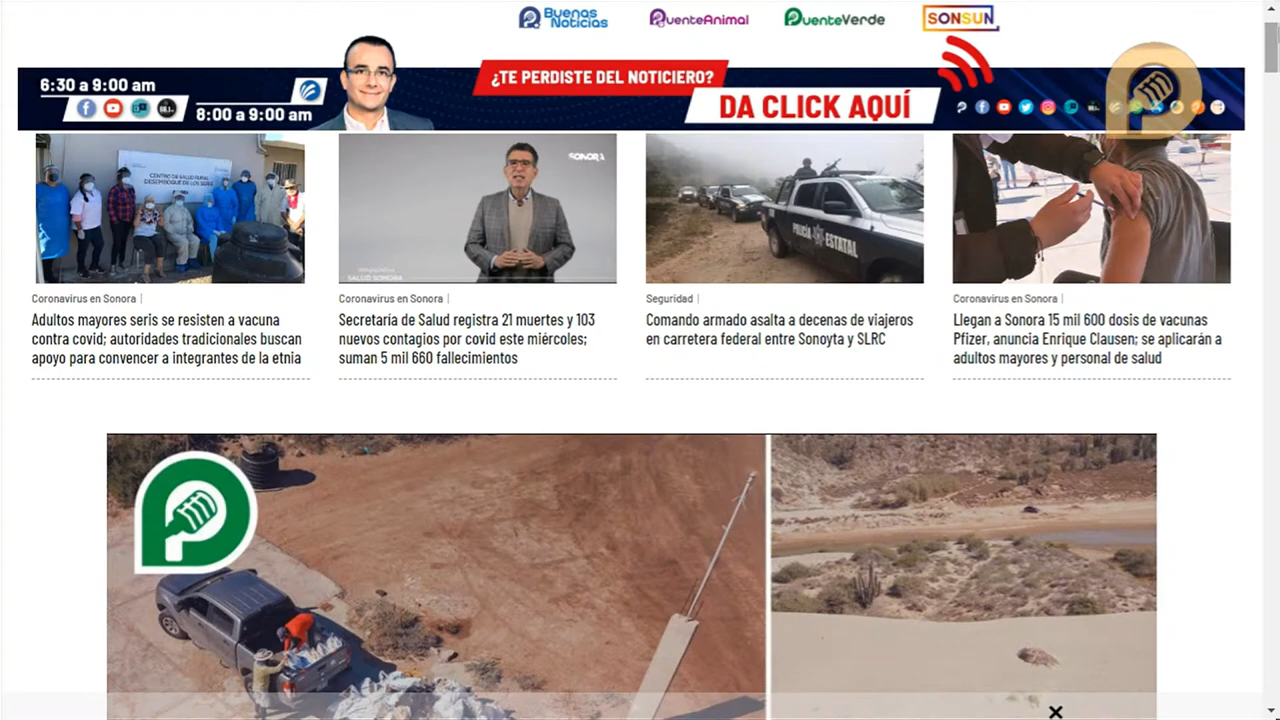 Buenas
Noticias
PuenteAnimal
PuenteVerde
SONSUN
6:30 a 9:00 am
8:00 a 9:00 am
¿TE PERDISTE DEL NOTICIERO?
DA CLICK AQUÍ
CENTRO DE SALUD RURAL
DESEMBOQUE DE LOS SERIS
SONORA
SALUD SONORA
POLICÍA ESTATAL
Coronavirus en Sonora |
Adultos mayores seris se resisten a vacuna
contra covid; autoridades tradicionales buscan
apoyo para convencer a integrantes de la etnia
Coronavirus en Sonora |
Secretaría de Salud registra 21 muertes y 103
nuevos contagios por covid este miércoles;
suman 5 mil 660 fallecimientos
Seguridad |
Comando armado asalta a decenas de viajeros
en carretera federal entre Sonoyta y SLRC
Coronavirus en Sonora |
Llegan a Sonora 15 mil 600 dosis de vacunas
Pfizer, anuncia Enrique Clausen; se aplicarán a
adultos mayores y personal de salud